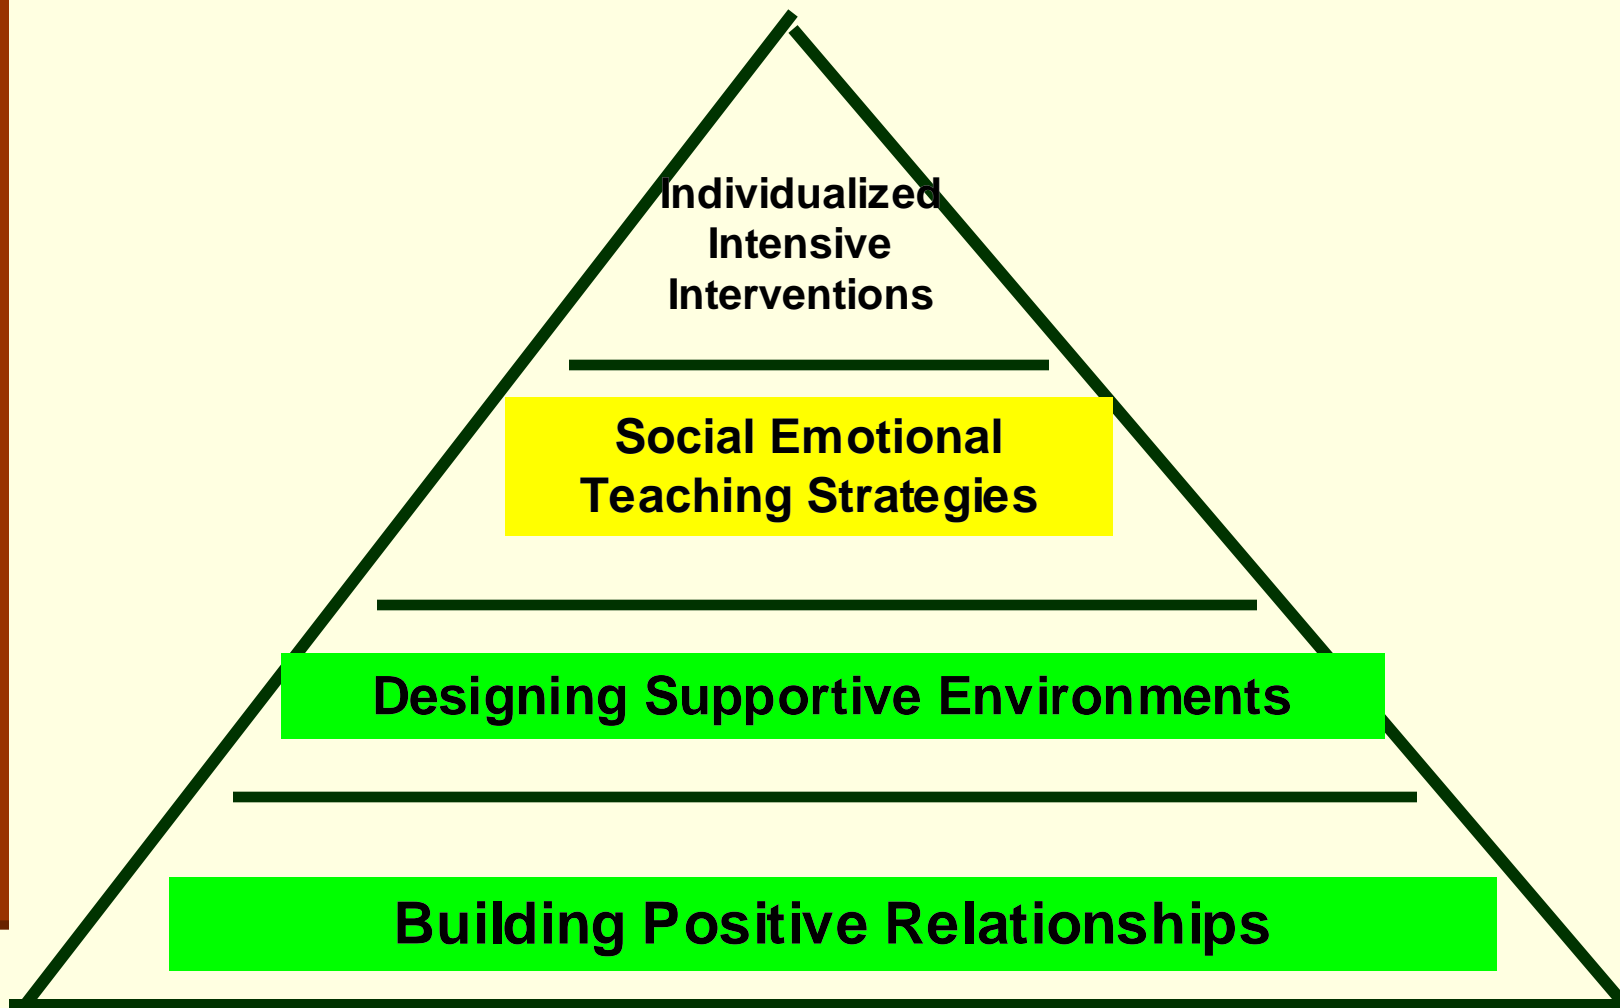 Individualized
Intensive
Interventions
Social Emotional
Teaching Strategies
Designing Supportive Environments
Building Positive Relationships